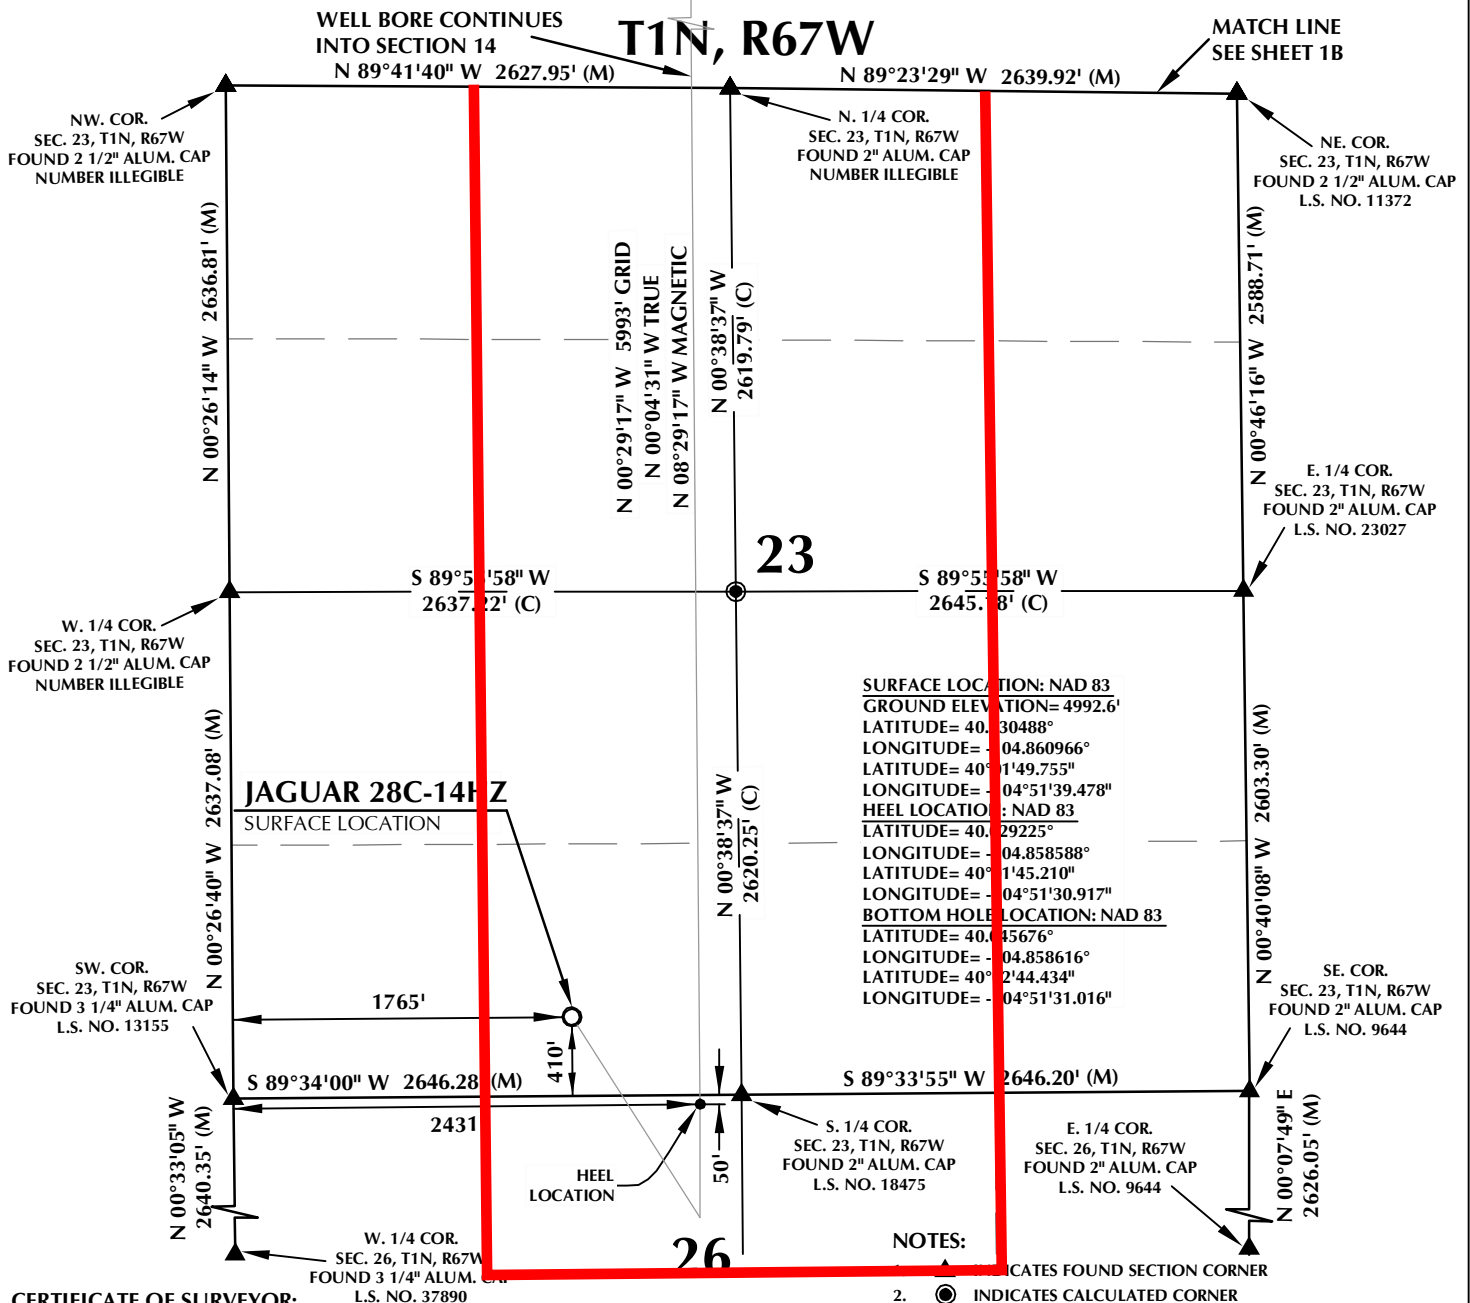 WELL BORE CONTINUES
INTO SECTION 14
T1N, R67W
MATCH LINE
SEE SHEET 1B
N 89°41'40" W 2627.95' (M)
N 89°23'29" W 2639.92' (M)
NW. COR.
SEC. 23, T1N, R67W
FOUND 2 1/2" ALUM. CAP
NUMBER ILLEGIBLE
N. 1/4 COR.
SEC. 23, T1N, R67W
FOUND 2" ALUM. CAP
NUMBER ILLEGIBLE
NE. COR.
SEC. 23, T1N, R67W
FOUND 2 1/2" ALUM. CAP
L.S. NO. 11372
N 00°26'14" W 2636.81' (M)
N 00°29'17" W 5993' GRID
N 00°04'31" W TRUE
N 08°29'17" W MAGNETIC
N 00°38'37" W
2619.79' (C)
N 00°46'16" W 2588.71' (M)
E. 1/4 COR.
SEC. 23, T1N, R67W
FOUND 2" ALUM. CAP
L.S. NO. 23027
23
S 89°5 '58" W
2637. 22' (C)
S 89°55'58" W
2645. 8' (C)
W. 1/4 COR.
SEC. 23, T1N, R67W
FOUND 2 1/2" ALUM. CAP
NUMBER ILLEGIBLE
SURFACE LOCATION: NAD 83
GROUND ELEVATION= 4992.6'
LATITUDE= 40. 30488°
LONGITUDE= - 04.860966°
LATITUDE= 40° 1'49.755"
LONGITUDE= - 04°51'39.478"
HEEL LOCATION: NAD 83
LATITUDE= 40. 29225°
LONGITUDE= - 04.858588°
LATITUDE= 40° 1'45.210"
LONGITUDE= - 04°51'30.917"
BOTTOM HOLE LOCATION: NAD 83
LATITUDE= 40. 45676°
LONGITUDE= - 04.858616°
LATITUDE= 40° 2'44.434"
LONGITUDE= - 04°51'31.016"
N 00°26'40" W 2637.08' (M)
JAGUAR 28C-14HZ
SURFACE LOCATION
N 00°38'37" W
2620.25' (C)
N 00°40'08" W 2603.30' (M)
SW. COR.
SEC. 23, T1N, R67W
FOUND 3 1/4" ALUM. CAP
L.S. NO. 13155
1765'
410'
SE. COR.
SEC. 23, T1N, R67W
FOUND 2" ALUM. CAP
L.S. NO. 9644
S 89°34'00" W 2646.28' (M)
S 89°33'55" W 2646.20' (M)
2431
50'
HEEL
LOCATION
S. 1/4 COR.
SEC. 23, T1N, R67W
FOUND 2" ALUM. CAP
L.S. NO. 18475
E. 1/4 COR.
SEC. 26, T1N, R67W
FOUND 2" ALUM. CAP
L.S. NO. 9644
N 00°33'05" W
2640.35' (M)
N 00°07'49" E
2626.05' (M)
W. 1/4 COR.
SEC. 26, T1N, R67W
FOUND 3 1/4" ALUM. CAP
L.S. NO. 37890
26
NOTES:
INDICATES FOUND SECTION CORNER
2. INDICATES CALCULATED CORNER
CERTIFICATE OF SURVEYOR: